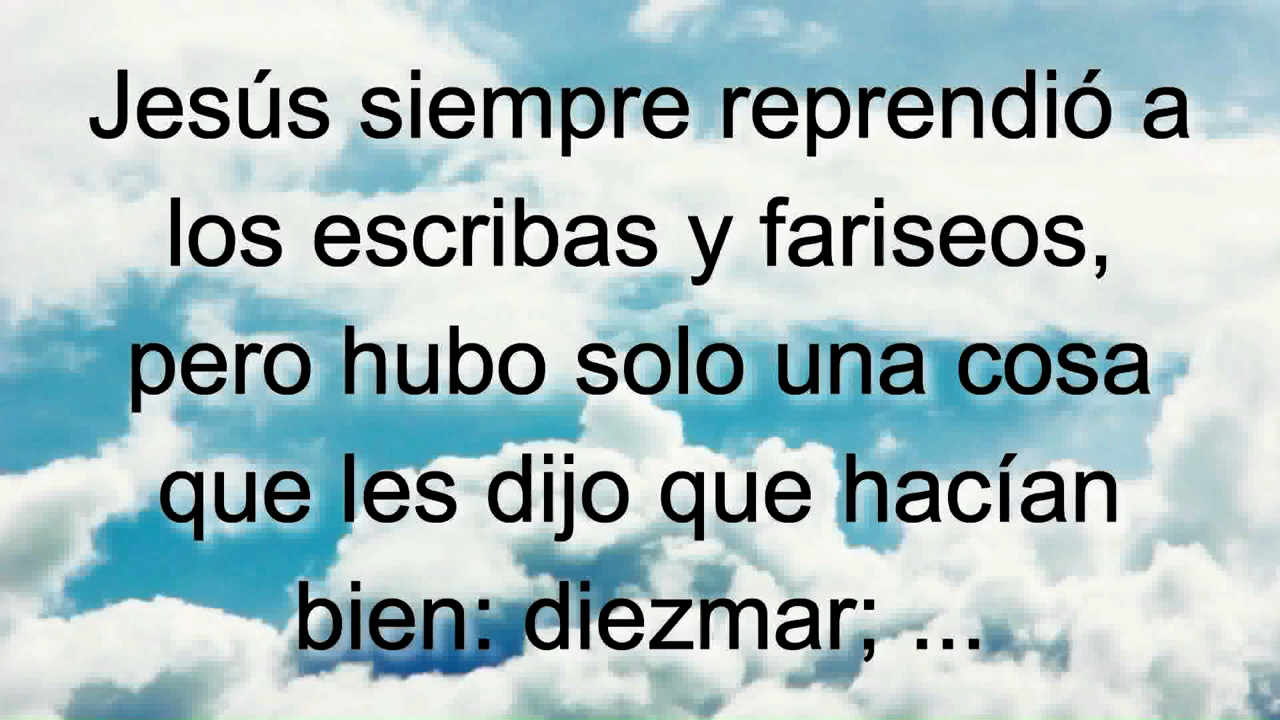 Jesús siempre reprendió a
los escribas y fariseos,
pero hubo solo una cosa
que les dijo que hacían
bien: diezmar; ...